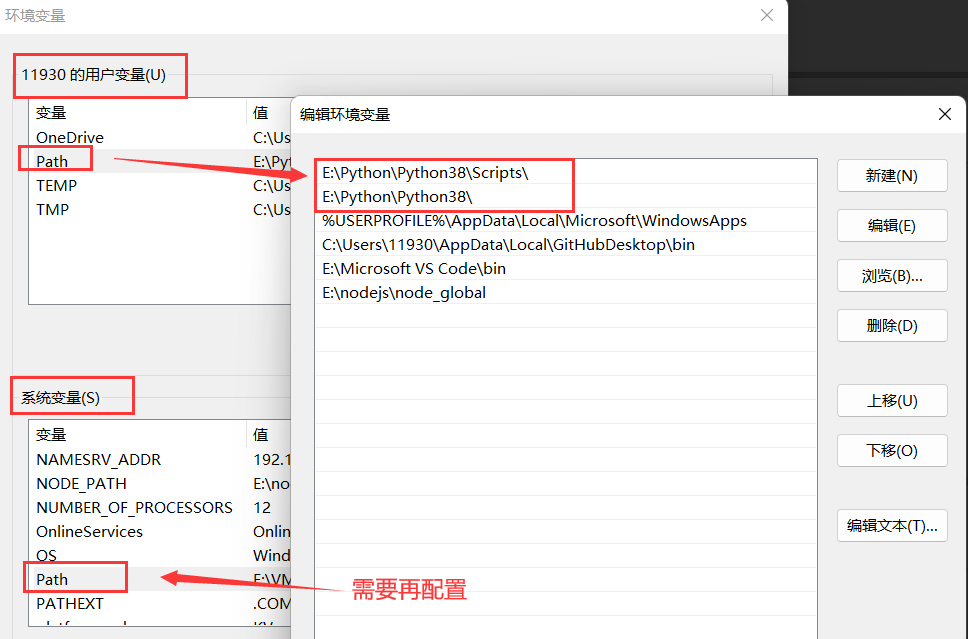 环境变量
11930 的用户变量(U)
变量 值
OneDrive C:\Us
Path E:\Pyt
TEMP C:\Us
TMP C:\Us
系统变量(S)
变量 值
NAMESRV_ADDR 192.1
NODE_PATH E:\no
NUMBER_OF_PROCESSORS 12
OnlineServices Onlin
OS Wind
Path E:\VM
PATHEXT .COM
编辑环境变量
E:\Python\Python38\Scripts\
E:\Python\Python38\
%USERPROFILE%\AppData\Local\Microsoft\WindowsApps
C:\Users\11930\AppData\Local\GitHubDesktop\bin
E:\Microsoft VS Code\bin
E:\nodejs\node_global
新建(N)
编辑(E)
浏览(B)...
删除(D)
上移(U)
下移(O)
编辑文本(T)...
需要再配置